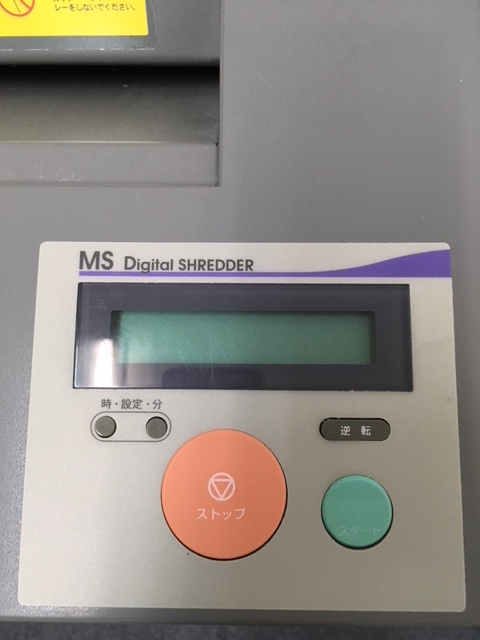 レーをしないでください。
MS Digital SHREDDER
時・設定・分
逆転
ストップ
スタート